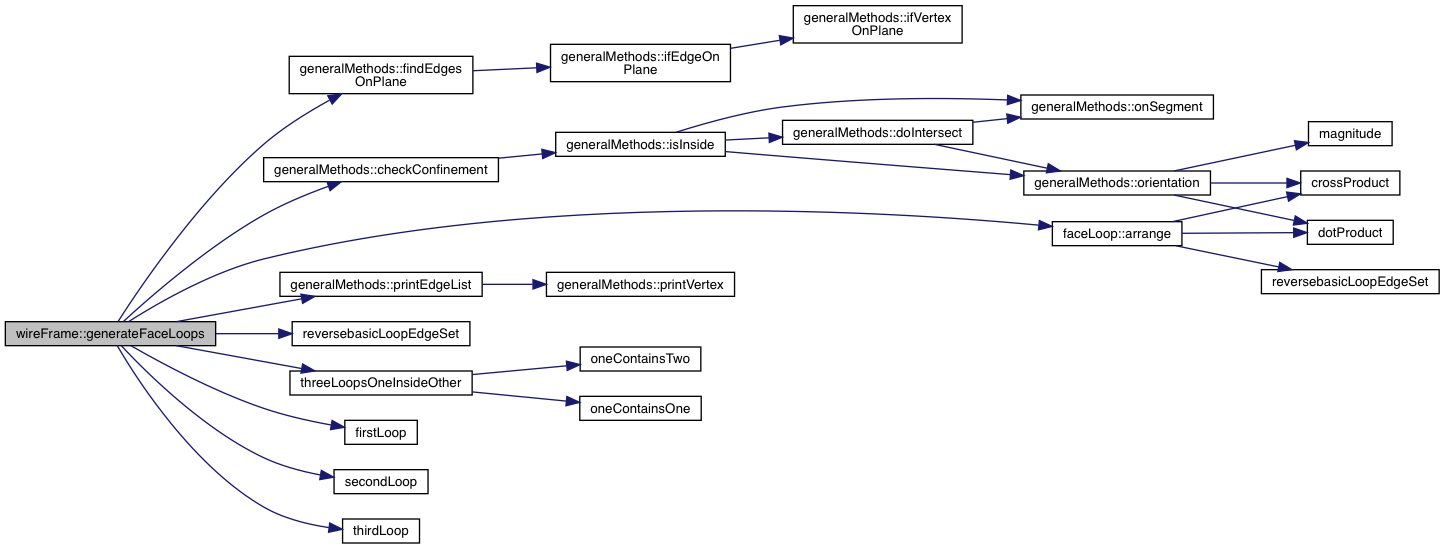 generalMethods::ifVertex
OnPlane
generalMethods::findEdges
OnPlane
generalMethods::ifEdgeOn
Plane
generalMethods::onSegment
generalMethods::isInside
generalMethods::doIntersect
magnitude
generalMethods::checkConfinement
generalMethods::orientation
crossProduct
faceLoop::arrange
dotProduct
generalMethods::printEdgeList
generalMethods::printVertex
reversebasicLoopEdgeSet
wireFrame::generateFaceLoops
reversebasicLoopEdgeSet
oneContainsTwo
threeLoopsOneInsideOther
oneContainsOne
firstLoop
secondLoop
thirdLoop